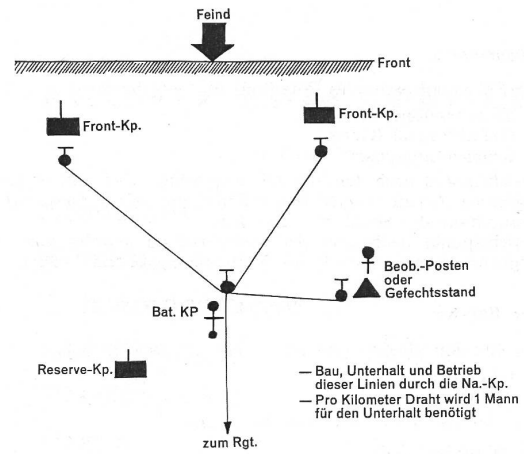 Feind
Front
Front-Kp.
Front-Kp.
Beob.-Posten
oder
Gefechtsstand
Bat. KP
Reserve-Kp.
— Bau, Unterhalt und Betrieb
dieser Linien durch die Na.-Kp.
— Pro Kilometer Draht wird 1 Mann
für den Unterhalt benötigt
zum Rgt.